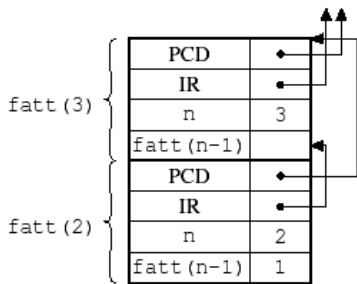 PCD
IR
fatt(3)
n 3
fatt(n-1)
PCD
IR
fatt(2)
n 2
fatt(n-1) 1